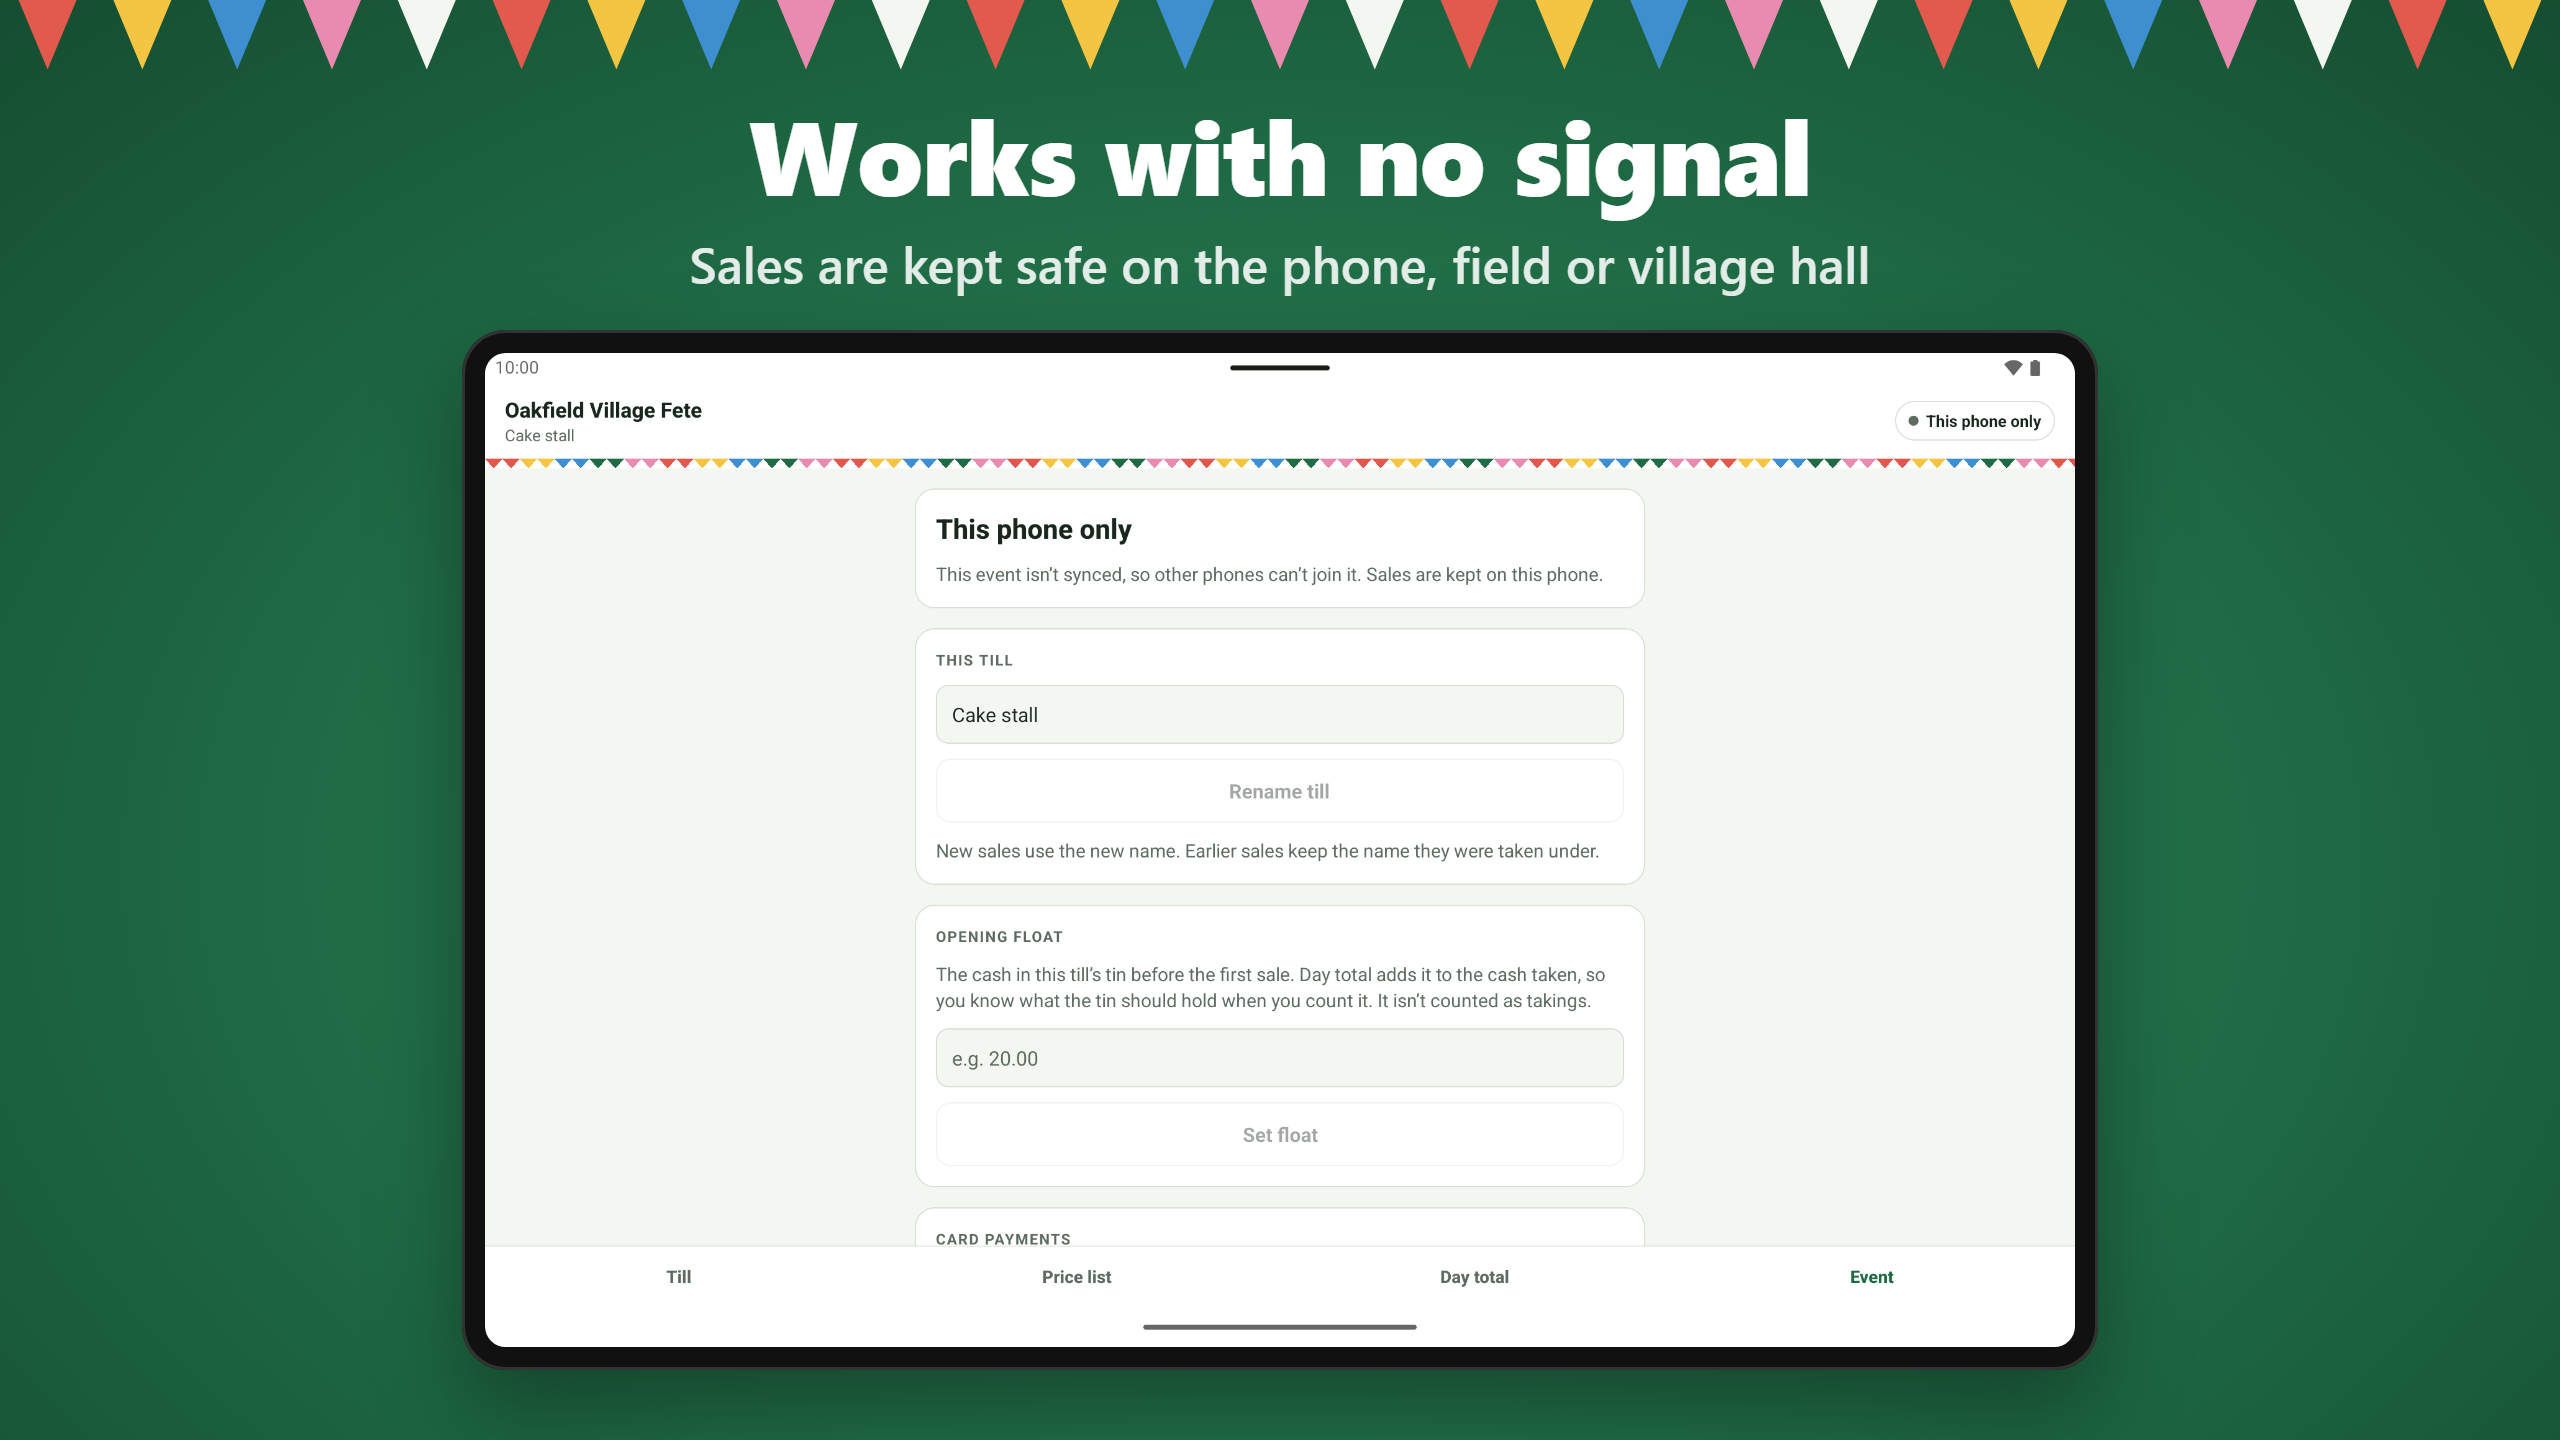 Works with no signal
Sales are kept safe on the phone, field or village hall
10:00
Oakfield Village Fete
Cake stall
This phone only
This phone only
This event isn’t synced, so other phones can’t join it. Sales are kept on this phone.
THIS TILL
Cake stall
Rename till
New sales use the new name. Earlier sales keep the name they were taken under.
OPENING FLOAT
The cash in this till’s tin before the first sale. Day total adds it to the cash taken, so
you know what the tin should hold when you count it. It isn’t counted as takings.
e.g. 20.00
Set float
CARD PAYMENTS
Till
Price list
Day total
Event